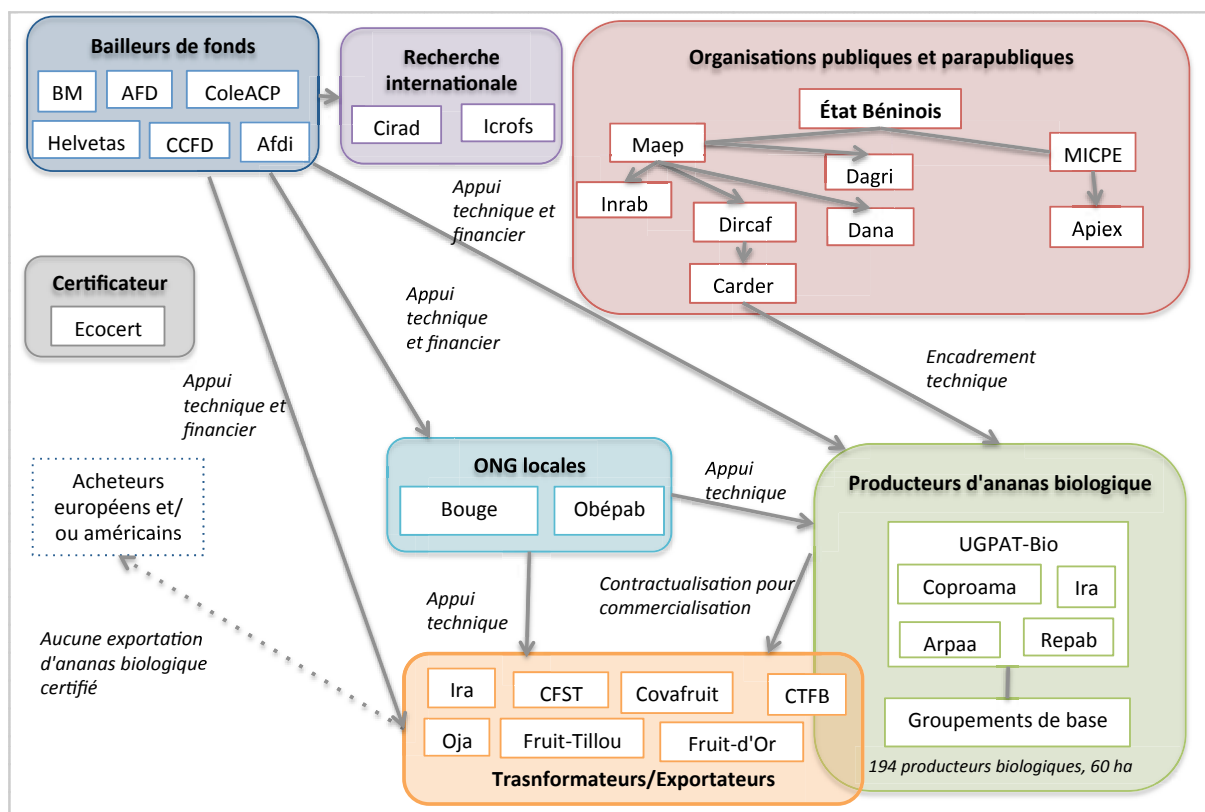 Bailleurs de fonds
BM
AFD
ColeACP
Helvetas
CCFD
Afdi
Recherche
internationale
Cirad
Icrofs
Organisations publiques et parapubliques
État Béninois
Maep
MICPE
Dagri
Inrab
Dircaf
Dana
Apiex
Carder
Certificateur
Ecocert
Appui
technique et
financier
Appui
technique
et financier
Appui
technique et
financier
Encadrement
technique
Acheteurs
européens et/
ou américains
ONG locales
Bouge
Obépab
Appui
technique
Producteurs d'ananas biologique
UGPAT-Bio
Coproama
Ira
Arpaa
Repab
Groupements de base
194 producteurs biologiques, 60 ha
Contractualisation pour
commercialisation
Appui
technique
Aucune exportation
d'ananas biologique
certifié
Ira
CFST
Covafruit
CTFB
Oja
Fruit-Tillou
Fruit-d'Or
Trasnformateurs/Exportateurs